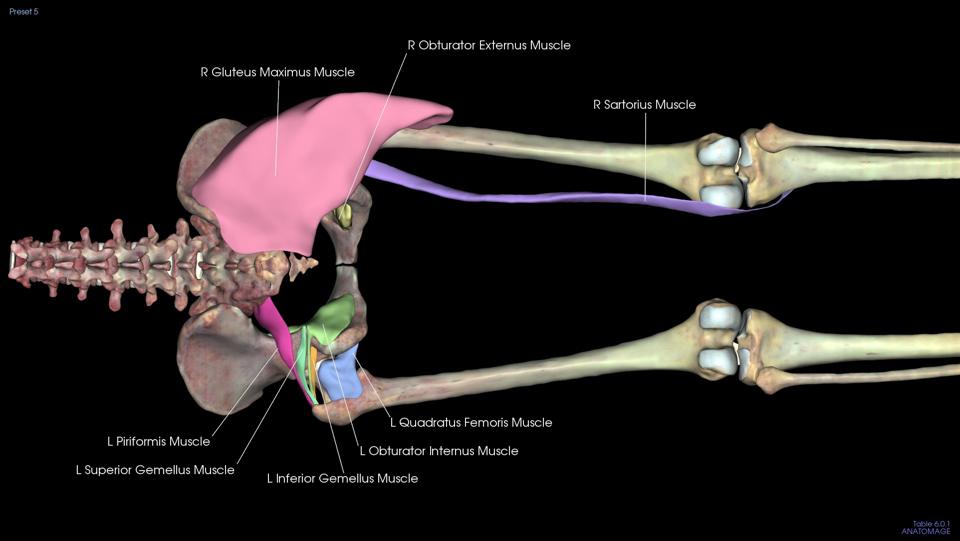 Preset 5
R Obturator Externus Muscle
R Gluteus Maximus Muscle
R Sartorius Muscle
L Quadratus Femoris Muscle
L Piriformis Muscle
L Obturator Internus Muscle
L Superior Gemellus Muscle
L Inferior Gemellus Muscle
Table 6.0.1
ANATOMAGE